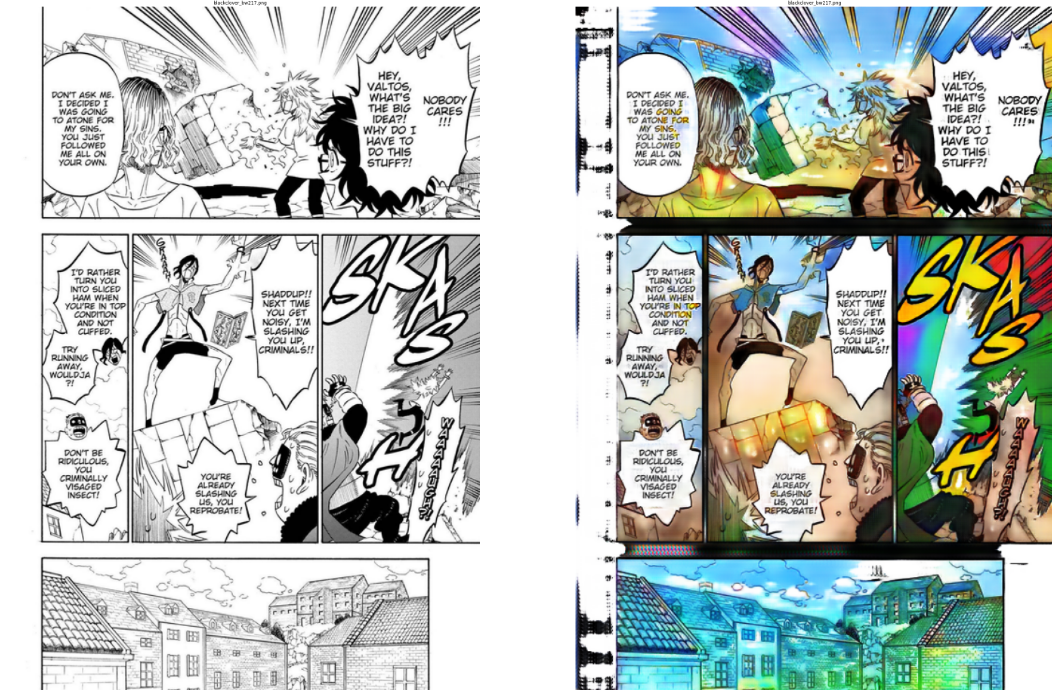 blackclover_bw217.png
DON'T ASK ME.
I DECIDED I
WAS GOING
TO ATONE FOR
MY SINS.
YOU JUST
FOLLOWED
ME ALL ON
YOUR OWN.
HEY,
VALTOS,
WHAT'S
THE BIG
IDEA?!
WHY DO I
HAVE TO
DO THIS
STUFF?!
NOBODY
CARES
!!!
I'D RATHER
TURN YOU
INTO SLICED
HAM WHEN
YOU'RE IN TOP
CONDITION
AND NOT
CUFFED.
TRY
RUNNING
AWAY,
WOULDJA
?!
DON'T BE
RIDICULOUS,
YOU
CRIMINALLY
VISAGED
INSECT!
SHADDUP!!
NEXT TIME
YOU GET
NOISY, I'M
SLASHING
YOU UP,
CRIMINALS!!
YOU'RE
ALREADY
SLASHING
US, YOU
REPROBATE!
SKASH
blackclover_bw217.png
DON'T ASK ME.
I DECIDED I
WAS GOING
TO ATONE FOR
MY SINS.
YOU JUST
FOLLOWED
ME ALL ON
YOUR OWN.
HEY,
VALTOS,
WHAT'S
THE BIG
IDEA?!
WHY DO I
HAVE TO
DO THIS
STUFF?!
NOBODY
CARES
!!!
I'D RATHER
TURN YOU
INTO SLICED
HAM WHEN
YOU'RE IN TOP
CONDITION
AND NOT
CUFFED.
TRY
RUNNING
AWAY,
WOULDJA
?!
DON'T BE
RIDICULOUS,
YOU
CRIMINALLY
VISAGED
INSECT!
SHADDUP!!
NEXT TIME
YOU GET
NOISY, I'M
SLASHING
YOU UP,
CRIMINALS!!
YOU'RE
ALREADY
SLASHING
US, YOU
REPROBATE!
SKASH